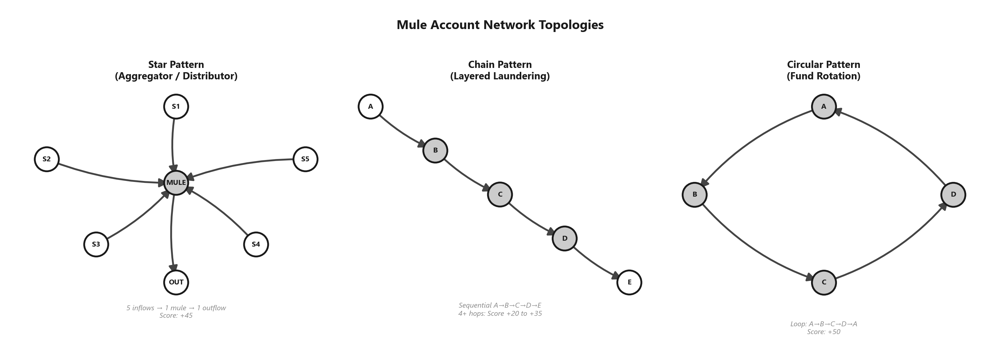 Mule Account Network Topologies
Star Pattern
(Aggregator / Distributor)
S1
S2
S5
MULE
S3
S4
OUT
5 inflows → 1 mule → 1 outflow
Score: +45
Chain Pattern
(Layered Laundering)
A
B
C
D
E
Sequential A→B→C→D→E
4+ hops: Score +20 to +35
Circular Pattern
(Fund Rotation)
A
B
D
C
Loop: A→B→C→D→A
Score: +50